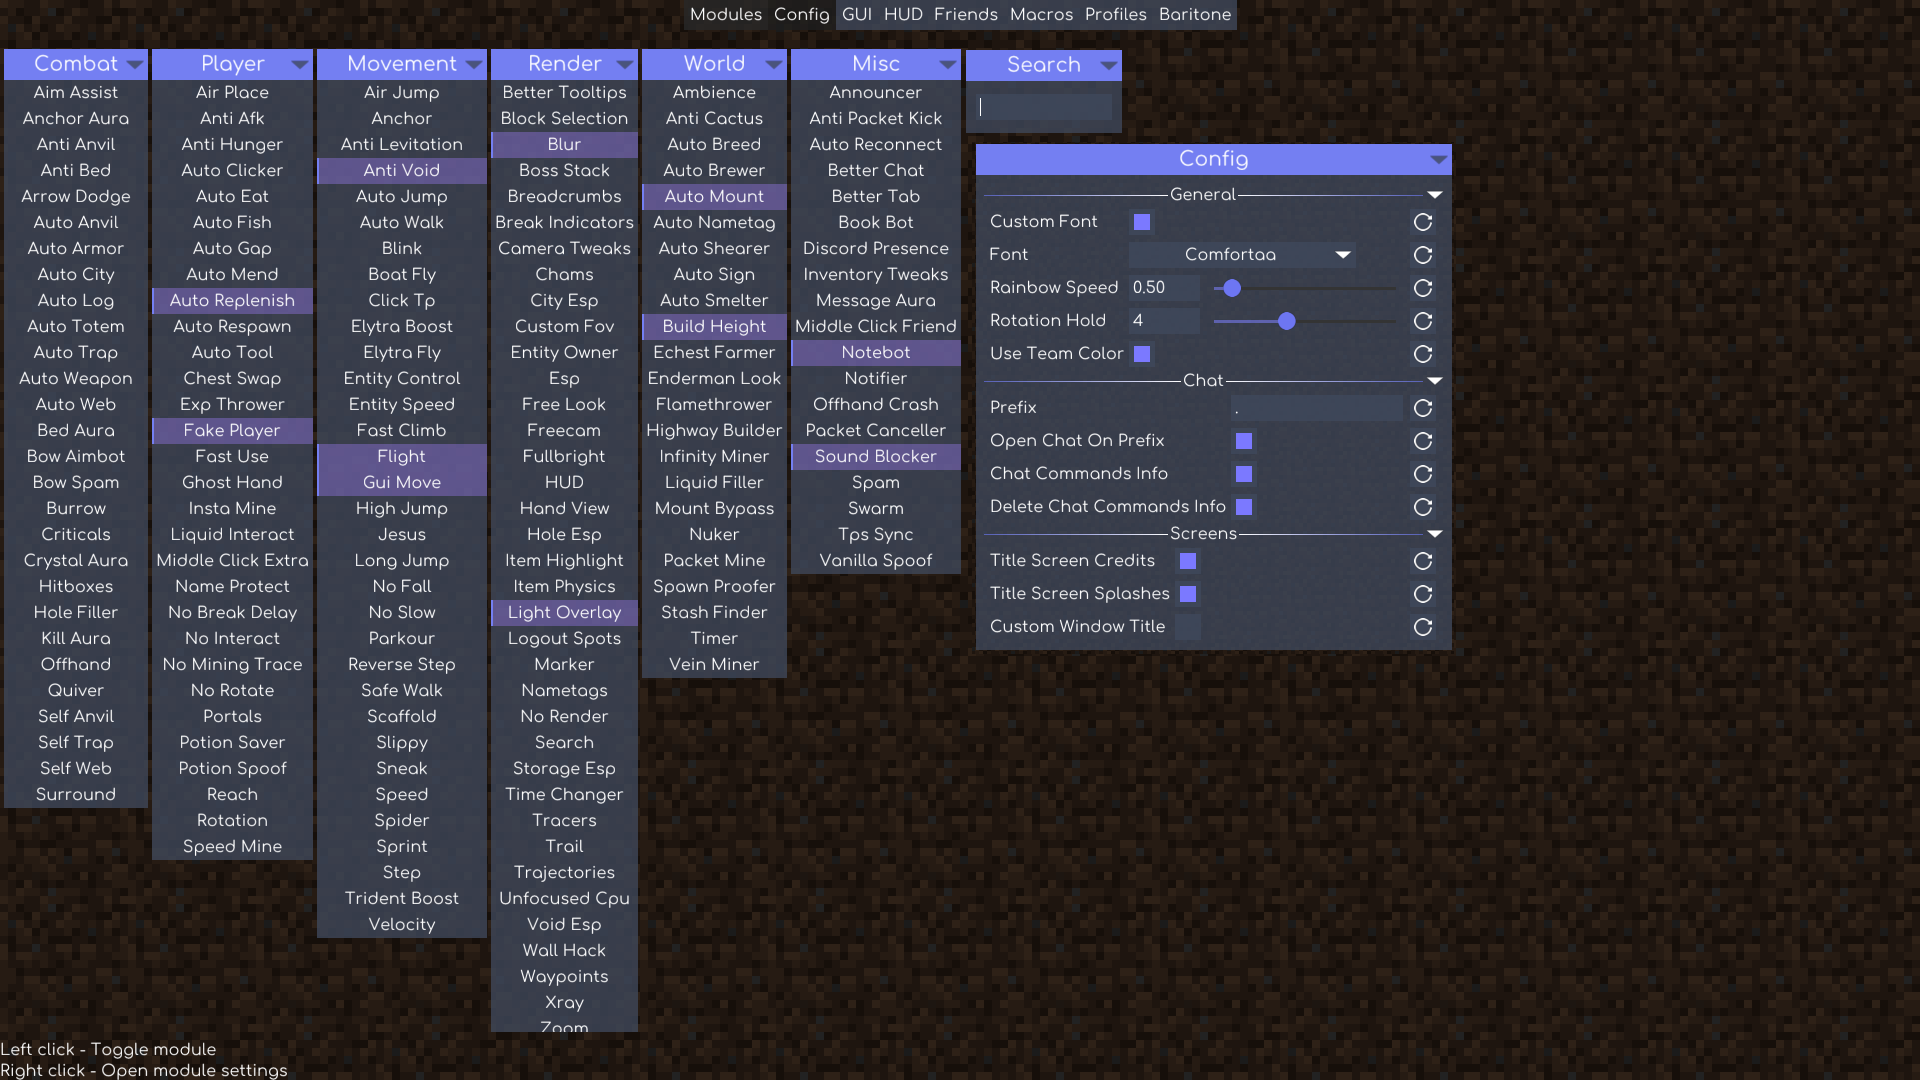 Modules Config GUI HUD Friends Macros Profiles Baritone
Combat
Aim Assist
Anchor Aura
Anti Anvil
Anti Bed
Arrow Dodge
Auto Anvil
Auto Armor
Auto City
Auto Log
Auto Totem
Auto Trap
Auto Weapon
Auto Web
Bed Aura
Bow Aimbot
Bow Spam
Burrow
Criticals
Crystal Aura
Hitboxes
Hole Filler
Kill Aura
Offhand
Quiver
Self Anvil
Self Trap
Self Web
Surround
Player
Air Place
Anti Afk
Anti Hunger
Auto Clicker
Auto Eat
Auto Fish
Auto Gap
Auto Mend
Auto Replenish
Auto Respawn
Auto Tool
Chest Swap
Exp Thrower
Fake Player
Fast Use
Ghost Hand
Insta Mine
Liquid Interact
Middle Click Extra
Name Protect
No Break Delay
No Interact
No Mining Trace
No Rotate
Portals
Potion Saver
Potion Spoof
Reach
Rotation
Speed Mine
Movement
Air Jump
Anchor
Anti Levitation
Anti Void
Auto Jump
Auto Walk
Blink
Boat Fly
Click Tp
Elytra Boost
Elytra Fly
Entity Control
Entity Speed
Fast Climb
Flight
Gui Move
High Jump
Jesus
Long Jump
No Fall
No Slow
Parkour
Reverse Step
Safe Walk
Scaffold
Slippy
Sneak
Speed
Spider
Sprint
Step
Trident Boost
Velocity
Render
Better Tooltips
Block Selection
Blur
Boss Stack
Breadcrumbs
Break Indicators
Camera Tweaks
Chams
City Esp
Custom Fov
Entity Owner
Esp
Free Look
Freecam
Fullbright
HUD
Hand View
Hole Esp
Item Highlight
Item Physics
Light Overlay
Logout Spots
Marker
Nametags
No Render
Search
Storage Esp
Time Changer
Tracers
Trail
Trajectories
Unfocused Cpu
Void Esp
Wall Hack
Waypoints
Xray
Zoom
World
Ambience
Anti Cactus
Auto Breed
Auto Brewer
Auto Mount
Auto Nametag
Auto Shearer
Auto Sign
Auto Smelter
Build Height
Echest Farmer
Enderman Look
Flamethrower
Highway Builder
Infinity Miner
Liquid Filler
Mount Bypass
Nuker
Packet Mine
Spawn Proofer
Stash Finder
Timer
Vein Miner
Misc
Announcer
Anti Packet Kick
Auto Reconnect
Better Chat
Better Tab
Book Bot
Discord Presence
Inventory Tweaks
Message Aura
Middle Click Friend
Notebot
Notifier
Offhand Crash
Packet Canceller
Sound Blocker
Spam
Swarm
Tps Sync
Vanilla Spoof
Search
Config
General
Custom Font
Font Comfortaa
Rainbow Speed 0.50
Rotation Hold 4
Use Team Color
Chat
Prefix .
Open Chat On Prefix
Chat Commands Info
Delete Chat Commands Info
Screens
Title Screen Credits
Title Screen Splashes
Custom Window Title
Left click - Toggle module
Right click - Open module settings